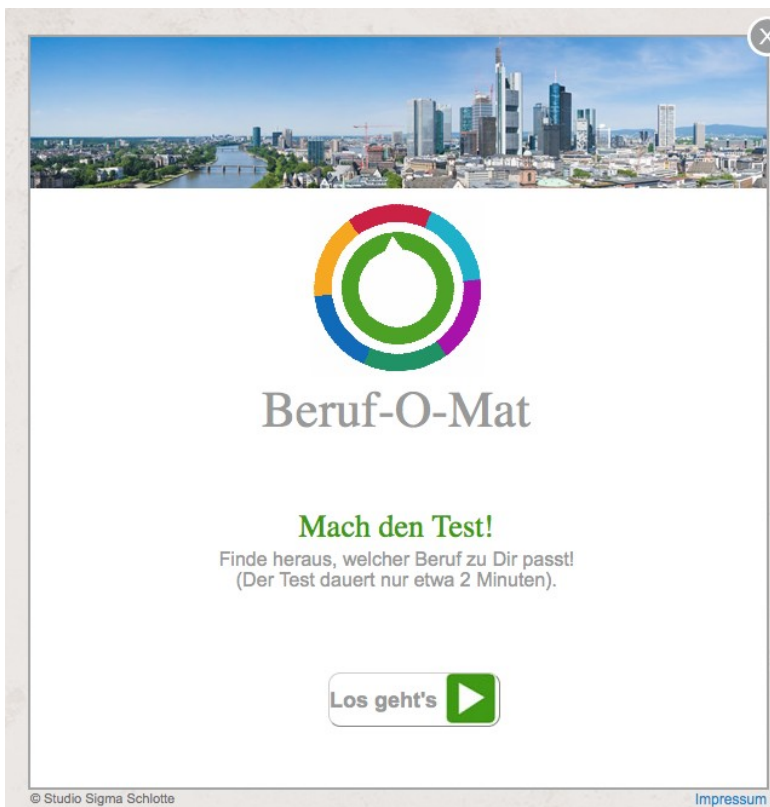 X
Beruf-O-Mat
Mach den Test!
Finde heraus, welcher Beruf zu Dir passt!
(Der Test dauert nur etwa 2 Minuten).
Los geht's
© Studio Sigma Schlotte
Impressum